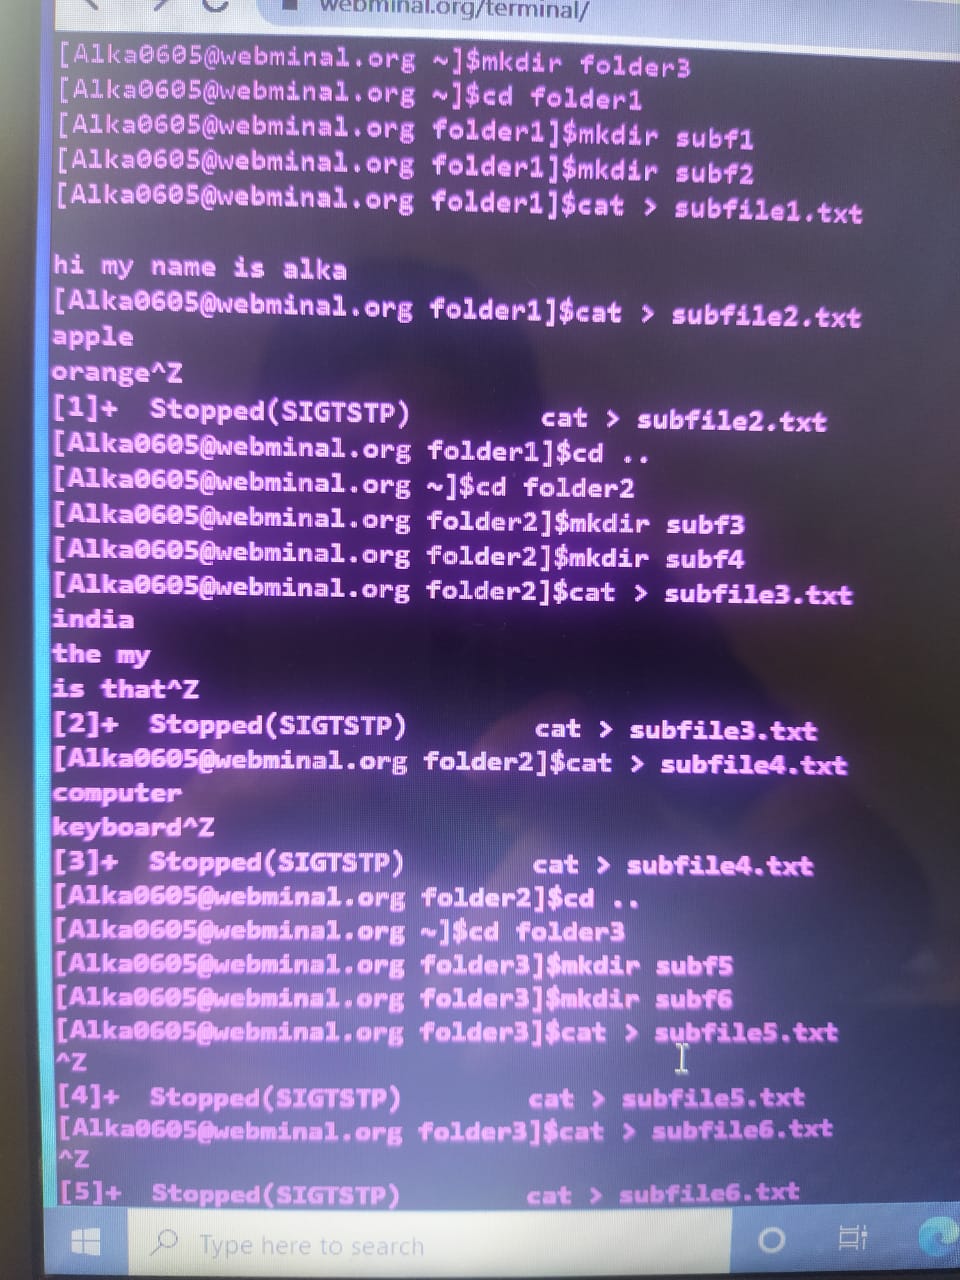 webminal.org/terminal/
[Alka0605@webminal.org ~]$mkdir folder3
[Alka0605@webminal.org ~]$cd folder1
[Alka0605@webminal.org folder1]$mkdir subf1
[Alka0605@webminal.org folder1]$mkdir subf2
[Alka0605@webminal.org folder1]$cat > subfile1.txt
hi my name is alka
[Alka0605@webminal.org folder1]$cat > subfile2.txt
apple
orange^Z
[1]+  Stopped(SIGTSTP)        cat > subfile2.txt
[Alka0605@webminal.org folder1]$cd ..
[Alka0605@webminal.org ~]$cd folder2
[Alka0605@webminal.org folder2]$mkdir subf3
[Alka0605@webminal.org folder2]$mkdir subf4
[Alka0605@webminal.org folder2]$cat > subfile3.txt
india
the my
is that^Z
[2]+  Stopped(SIGTSTP)        cat > subfile3.txt
[Alka0605@webminal.org folder2]$cat > subfile4.txt
computer
keyboard^Z
[3]+  Stopped(SIGTSTP)        cat > subfile4.txt
[Alka0605@webminal.org folder2]$cd ..
[Alka0605@webminal.org ~]$cd folder3
[Alka0605@webminal.org folder3]$mkdir subf5
[Alka0605@webminal.org folder3]$mkdir subf6
[Alka0605@webminal.org folder3]$cat > subfile5.txt
^Z
[4]+  Stopped(SIGTSTP)        cat > subfile5.txt
[Alka0605@webminal.org folder3]$cat > subfile6.txt
^Z
[5]+  Stopped(SIGTSTP)        cat > subfile6.txt
Type here to search